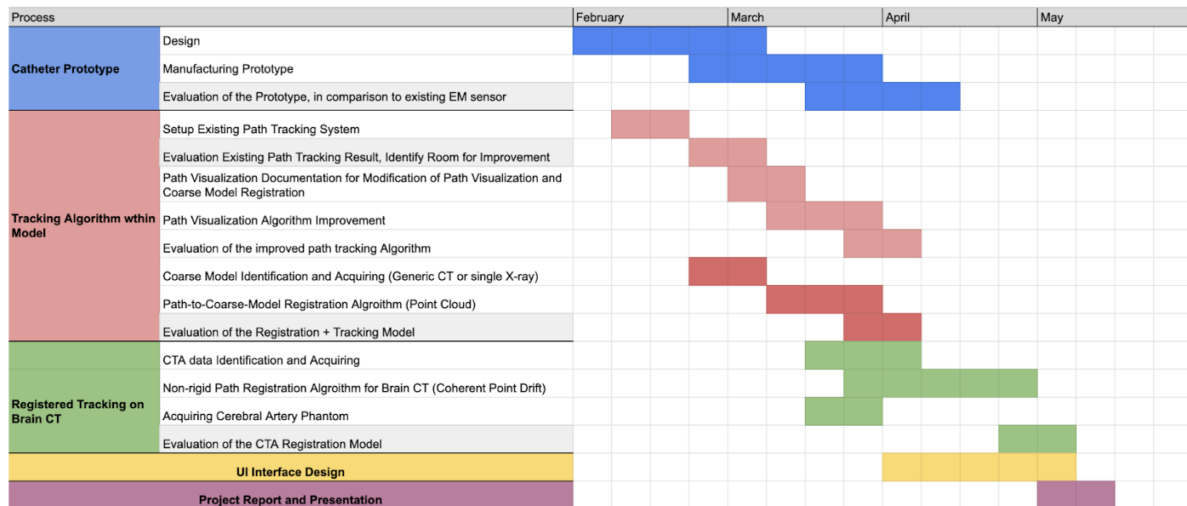 Process February March April May
Design
Catheter Prototype
Manufacturing Prototype
Evaluation of the Prototype, in comparison to existing EM sensor
Setup Existing Path Tracking System
Evaluation Existing Path Tracking Result, Identify Room for Improvement
Path Visualization Documentation for Modification of Path Visualization and
Coarse Model Registration
Tracking Algorithm wthin
Model
Path Visualization Algorithm Improvement
Evaluation of the improved path tracking Algorithm
Coarse Model Identification and Acquiring (Generic CT or single X-ray)
Path-to-Coarse-Model Registration Algroithm (Point Cloud)
Evaluation of the Registration + Tracking Model
CTA data Identification and Acquiring
Non-rigid Path Registration Algroithm for Brain CT (Coherent Point Drift)
Registered Tracking on
Brain CT
Acquiring Cerebral Artery Phantom
Evaluation of the CTA Registration Model
UI Interface Design
Project Report and Presentation